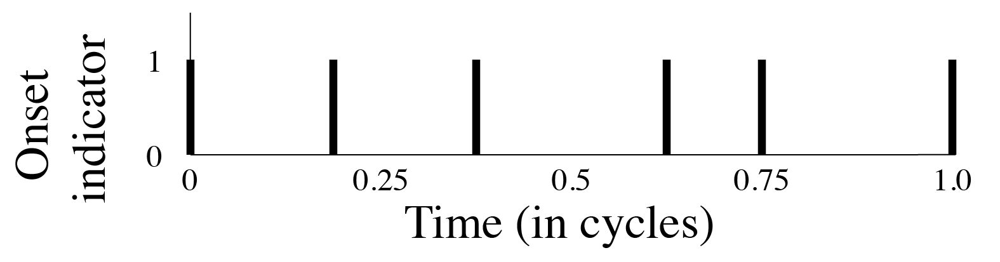 Onset
indicator
1
0
0 0.25 0.5 0.75 1.0
Time (in cycles)